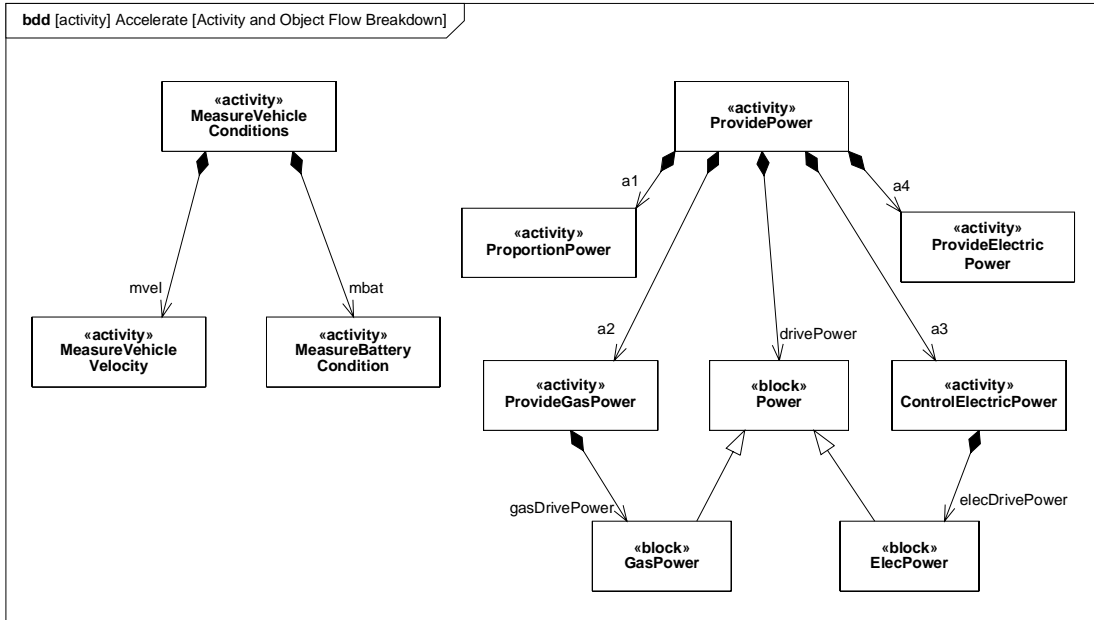 bdd [activity] Accelerate [Activity and Object Flow Breakdown]
«activity»
MeasureVehicle
Conditions
«activity»
ProvidePower
a1
a4
«activity»
ProportionPower
«activity»
ProvideElectric
Power
mvel
mbat
a2
drivePower
a3
«activity»
MeasureVehicle
Velocity
«activity»
MeasureBattery
Condition
«activity»
ProvideGasPower
«block»
Power
«activity»
ControlElectricPower
gasDrivePower
elecDrivePower
«block»
GasPower
«block»
ElecPower